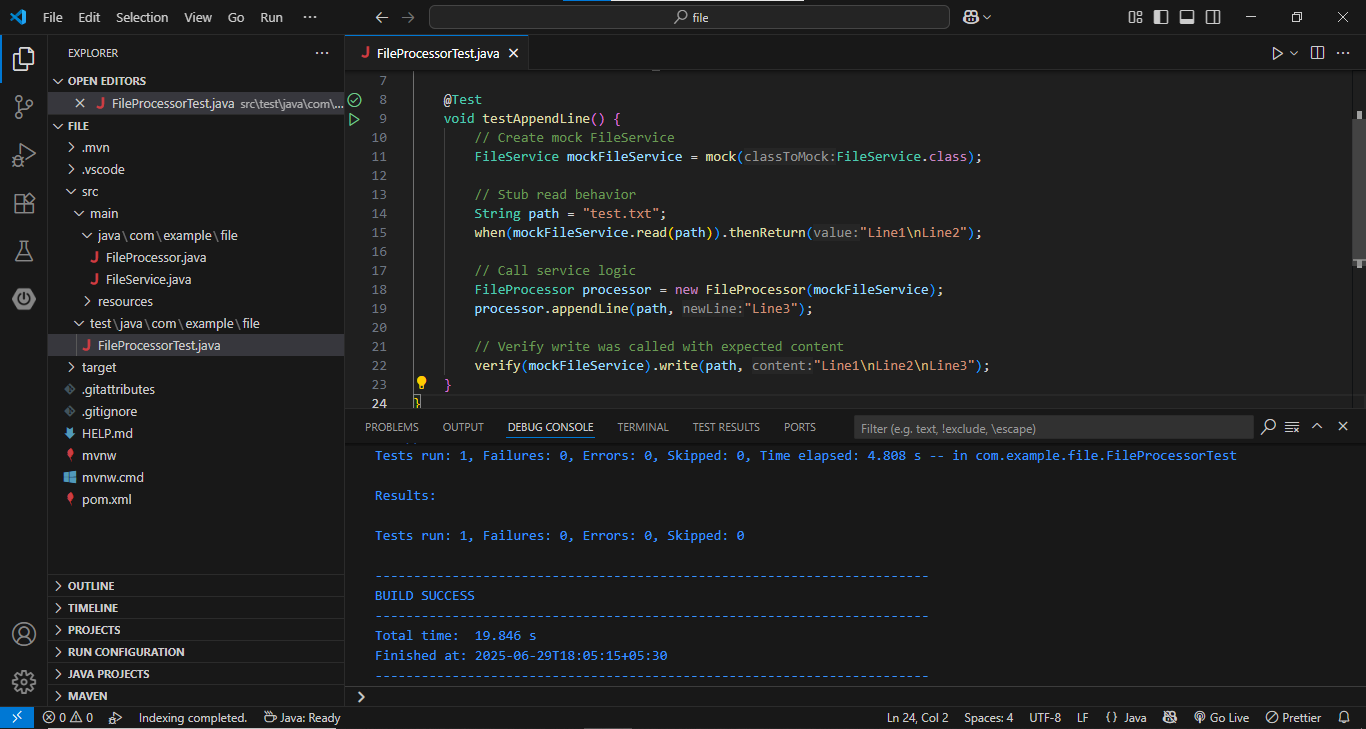 File Edit Selection View Go Run ···
file
EXPLORER ···
OPEN EDITORS
FileProcessorTest.java src\test\java\com\...
FILE
.mvn
.vscode
src
main
java\com\example\file
FileProcessor.java
FileService.java
resources
test\java\com\example\file
FileProcessorTest.java
target
.gitattributes
.gitignore
HELP.md
mvnw
mvnw.cmd
pom.xml
OUTLINE
TIMELINE
PROJECTS
RUN CONFIGURATION
JAVA PROJECTS
MAVEN
FileProcessorTest.java
7
8 @Test
9 void testAppendLine() {
10 // Create mock FileService
11 FileService mockFileService = mock(classToMock:FileService.class);
12
13 // Stub read behavior
14 String path = "test.txt";
15 when(mockFileService.read(path)).thenReturn(value:"Line1\nLine2");
16
17 // Call service logic
18 FileProcessor processor = new FileProcessor(mockFileService);
19 processor.appendLine(path, newLine:"Line3");
20
21 // Verify write was called with expected content
22 verify(mockFileService).write(path, content:"Line1\nLine2\nLine3");
23 }
24 }
PROBLEMS OUTPUT DEBUG CONSOLE TERMINAL TEST RESULTS PORTS Filter (e.g. text, !exclude, \escape)
Tests run: 1, Failures: 0, Errors: 0, Skipped: 0, Time elapsed: 4.808 s -- in com.example.file.FileProcessorTest
Results:
Tests run: 1, Failures: 0, Errors: 0, Skipped: 0
------------------------------------------------------------------------
BUILD SUCCESS
------------------------------------------------------------------------
Total time:  19.846 s
Finished at: 2025-06-29T18:05:15+05:30
------------------------------------------------------------------------
0 0 Indexing completed. Java: Ready Ln 24, Col 2 Spaces: 4 UTF-8 LF {} Java Go Live Prettier